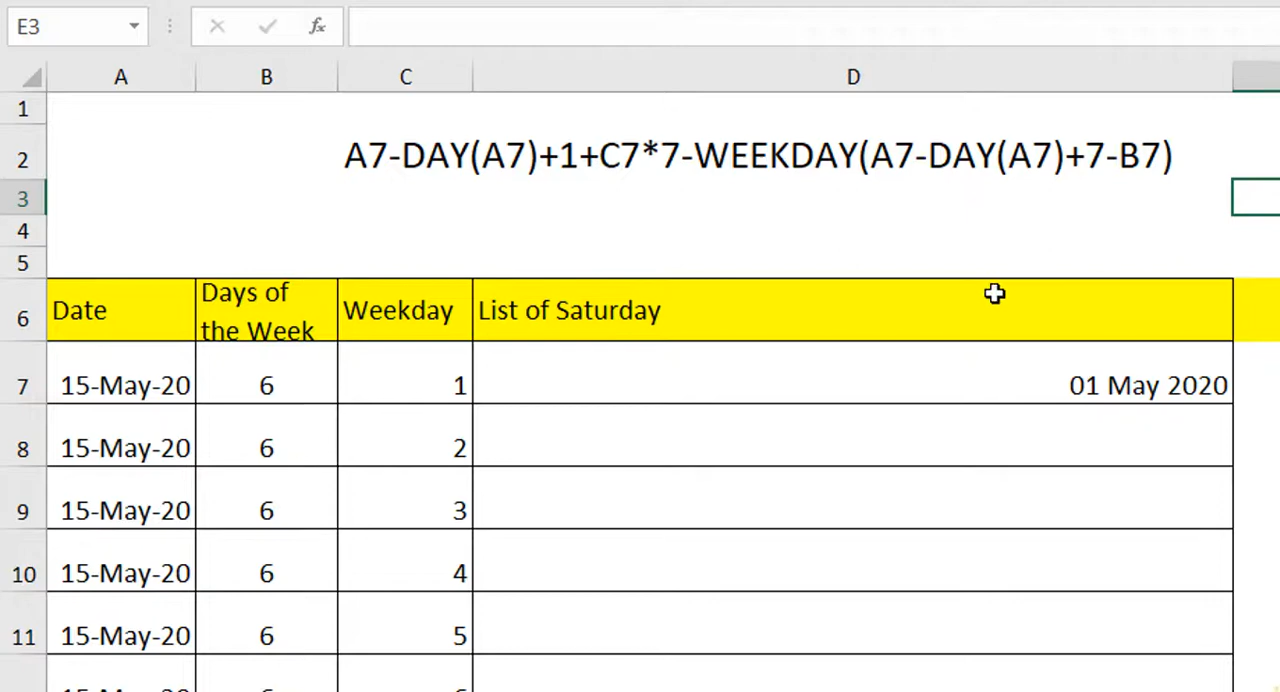 E3
fx
A B C D
1
2 A7-DAY(A7)+1+C7*7-WEEKDAY(A7-DAY(A7)+7-B7)
3
4
5
6 Date Days of the Week Weekday List of Saturday
7 15-May-20 6 1 01 May 2020
8 15-May-20 6 2
9 15-May-20 6 3
10 15-May-20 6 4
11 15-May-20 6 5